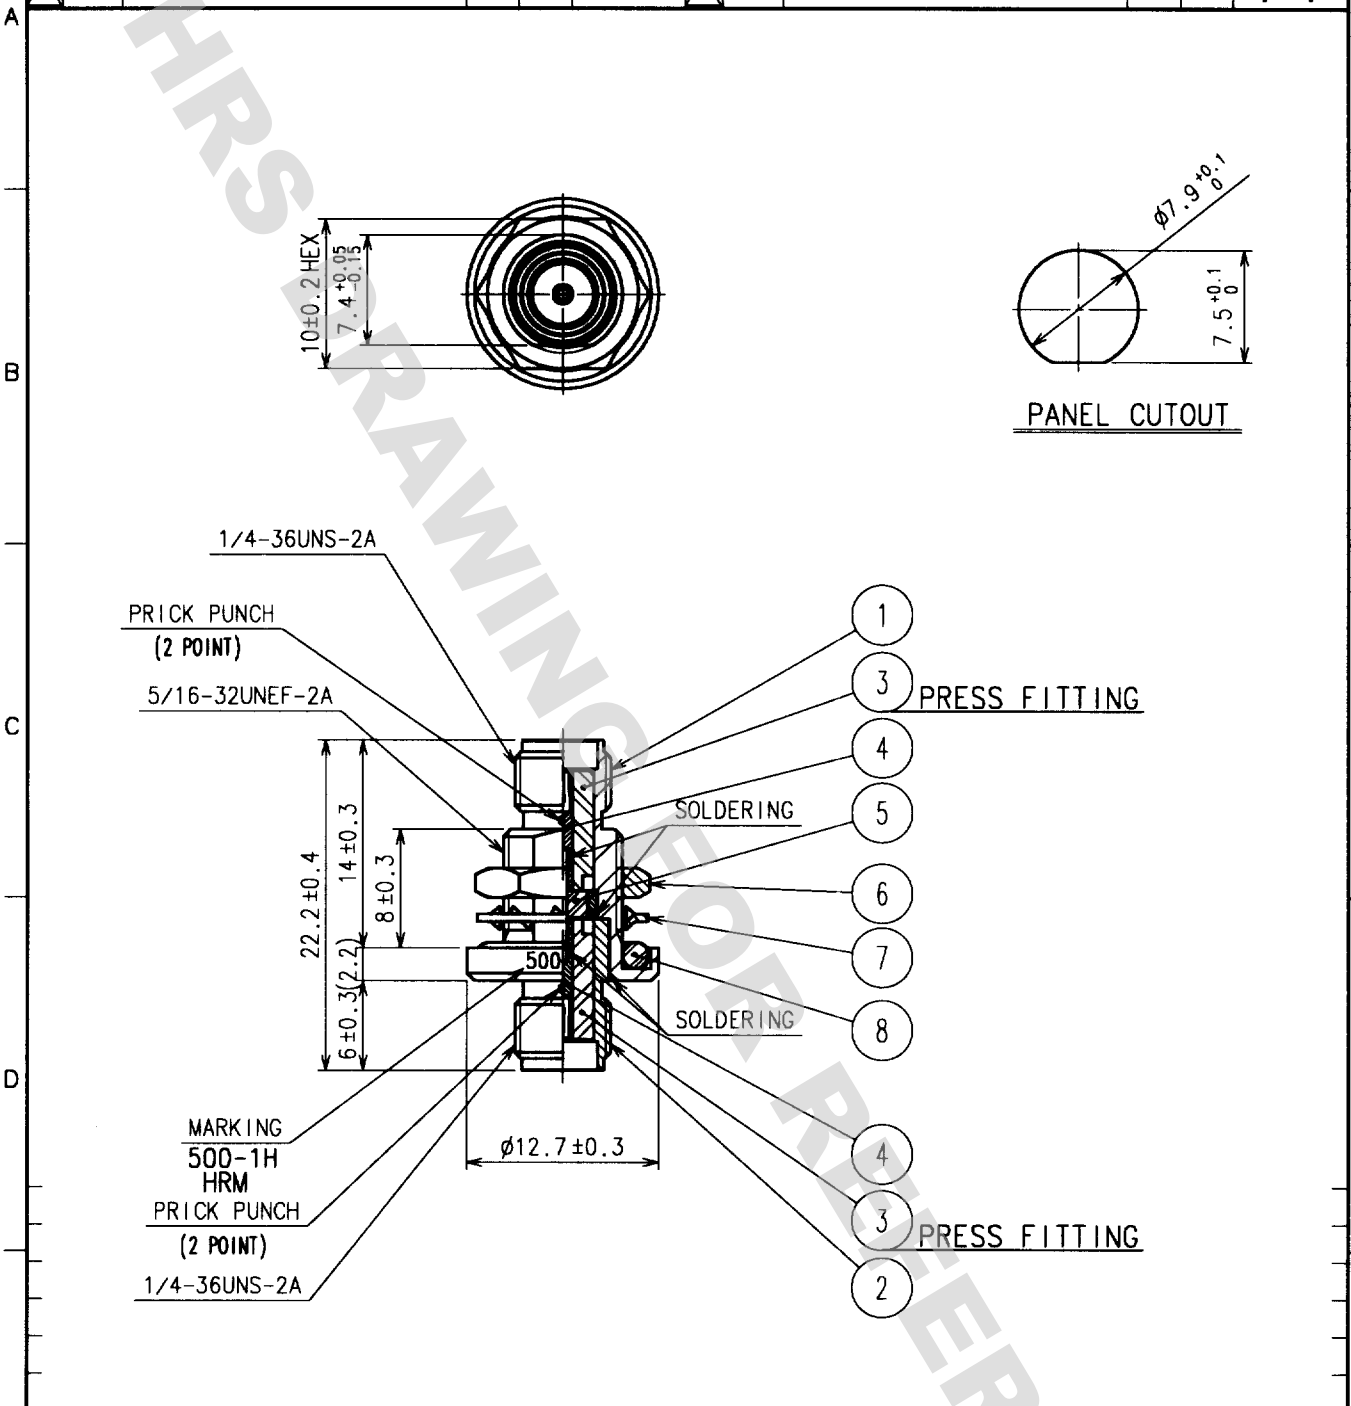 A
HRS DRAWING FOR REFER
10±0.2HEX
7.4 +0.05 -0.15
φ7.9 +0.1 0
7.5 +0.1 0
B
PANEL CUTOUT
1/4-36UNS-2A
1
PRICK PUNCH
(2 POINT)
3
PRESS FITTING
5/16-32UNEF-2A
C
4
SOLDERING
5
14±0.3
22.2±0.4
8±0.3
6
7
500
(2.2)
6±0.3
SOLDERING
8
D
MARKING
500-1H
HRM
φ12.7±0.3
4
PRICK PUNCH
(2 POINT)
3
PRESS FITTING
1/4-36UNS-2A
2